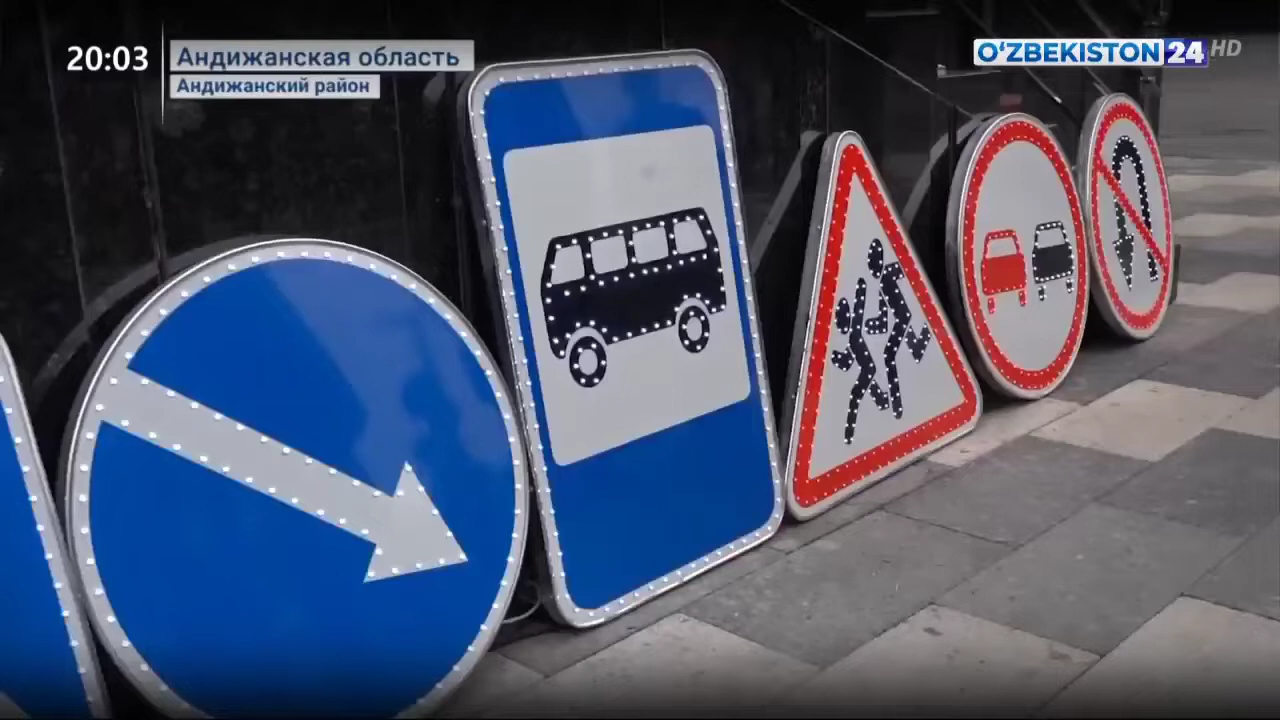 20:03
Андижанская область
Андижанский район
O‘ZBEKISTON 24 HD